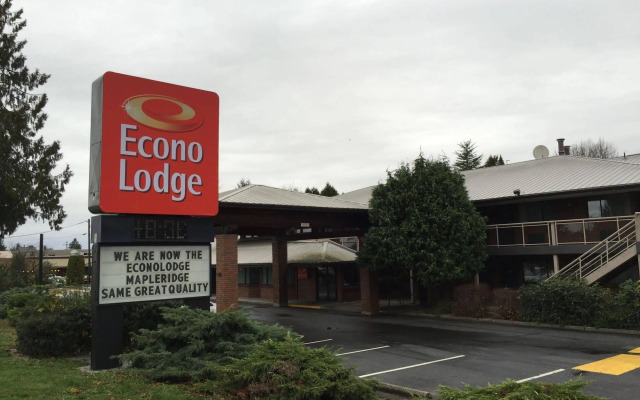 Econo
Lodge
WE ARE NOW THE
ECONOLODGE
MAPLERIDGE
SAME GREAT QUALITY